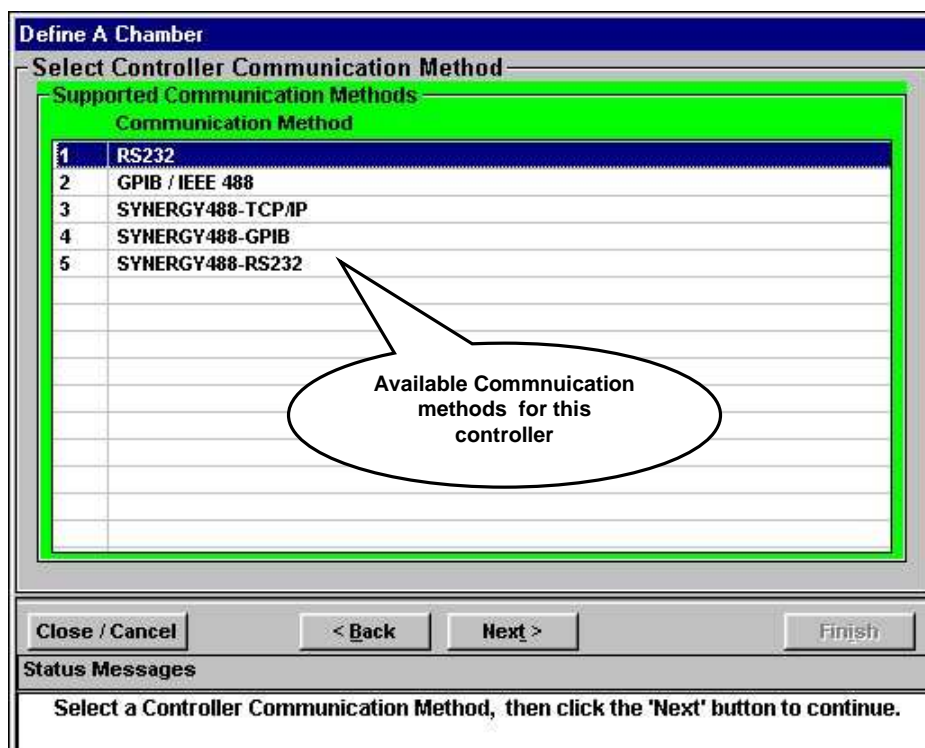 Define A Chamber
Select Controller Communication Method
Supported Communication Methods
Communication Method
1 RS232
2 GPIB / IEEE 488
3 SYNERGY488-TCP/IP
4 SYNERGY488-GPIB
5 SYNERGY488-RS232
Available Commnuication
methods for this
controller
Close / Cancel < Back Next > Finish
Status Messages
Select a Controller Communication Method, then click the 'Next' button to continue.